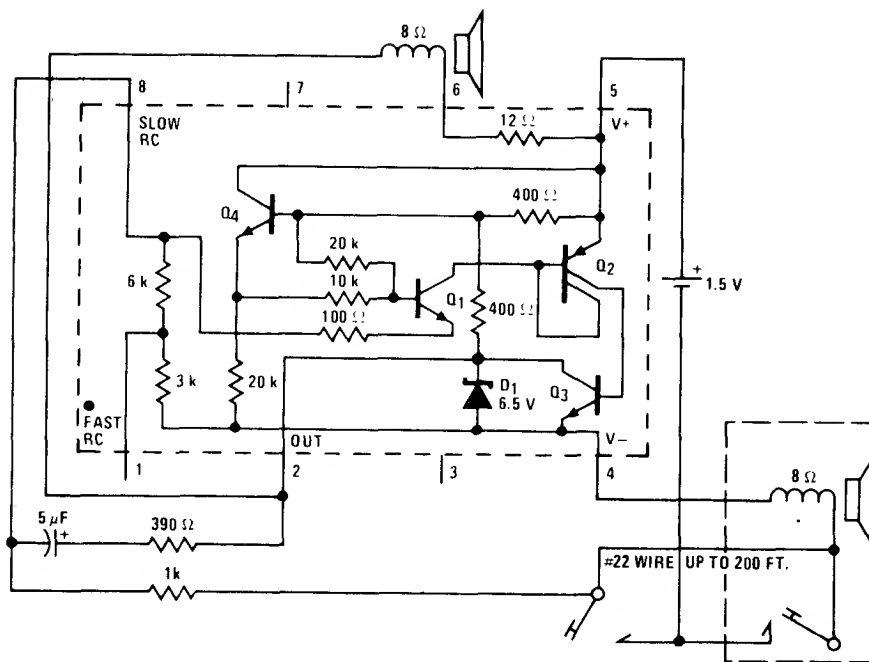 8 Ω
8
7
6
5
SLOW
RC
12 Ω
V+
400 Ω
Q4
20 k
Q2
6 k
10 k
Q1
+
1.5 V
100 Ω
400 Ω
3 k
20 k
D1
6.5 V
Q3
FAST
RC
OUT
V−
1
2
3
4
8 Ω
5 μF
+
390 Ω
#22 WIRE UP TO 200 FT.
1k